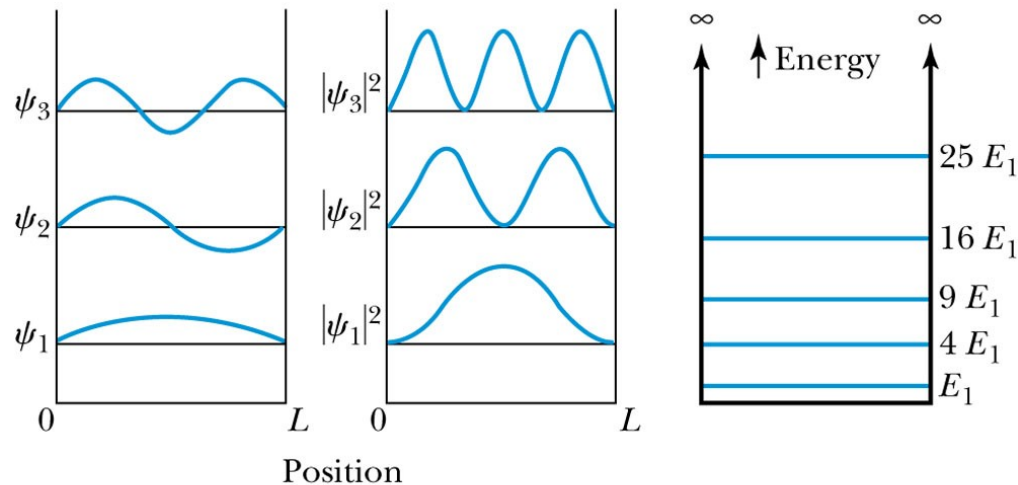 ψ₃
ψ₂
ψ₁
0
L
|ψ₃|²
|ψ₂|²
|ψ₁|²
0
L
Position
∞
∞
Energy
25 E₁
16 E₁
9 E₁
4 E₁
E₁